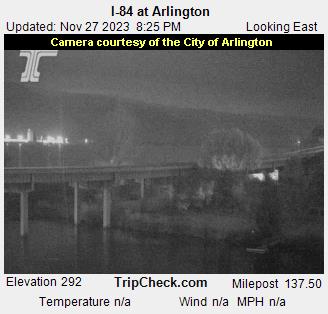 I-84 at Arlington
Updated: Nov 27 2023 8:25 PM Looking East
Camera courtesy of the City of Arlington
Elevation 292 TripCheck.com Milepost 137.50
Temperature n/a Wind n/a MPH n/a